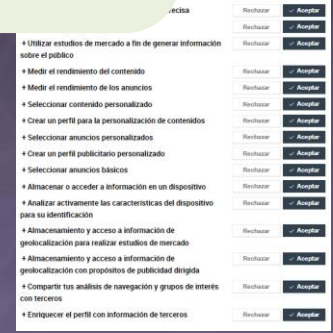 recisa Rechazar ✓ Aceptar
Rechazar ✓ Aceptar
+ Utilizar estudios de mercado a fin de generar información Rechazar ✓ Aceptar
sobre el público
+ Medir el rendimiento del contenido Rechazar ✓ Aceptar
+ Medir el rendimiento de los anuncios Rechazar ✓ Aceptar
+ Seleccionar contenido personalizado Rechazar ✓ Aceptar
+ Crear un perfil para la personalización de contenidos Rechazar ✓ Aceptar
+ Seleccionar anuncios personalizados Rechazar ✓ Aceptar
+ Crear un perfil publicitario personalizado Rechazar ✓ Aceptar
+ Seleccionar anuncios básicos Rechazar ✓ Aceptar
+ Almacenar o acceder a información en un dispositivo Rechazar ✓ Aceptar
+ Analizar activamente las características del dispositivo Rechazar ✓ Aceptar
para su identificación
+ Almacenamiento y acceso a información de Rechazar ✓ Aceptar
geolocalización para realizar estudios de mercado
+ Almacenamiento y acceso a información de Rechazar ✓ Aceptar
geolocalización con propósitos de publicidad dirigida
+ Compartir tus análisis de navegación y grupos de interés Rechazar ✓ Aceptar
con terceros
+ Enriquecer el perfil con información de terceros Rechazar ✓ Aceptar